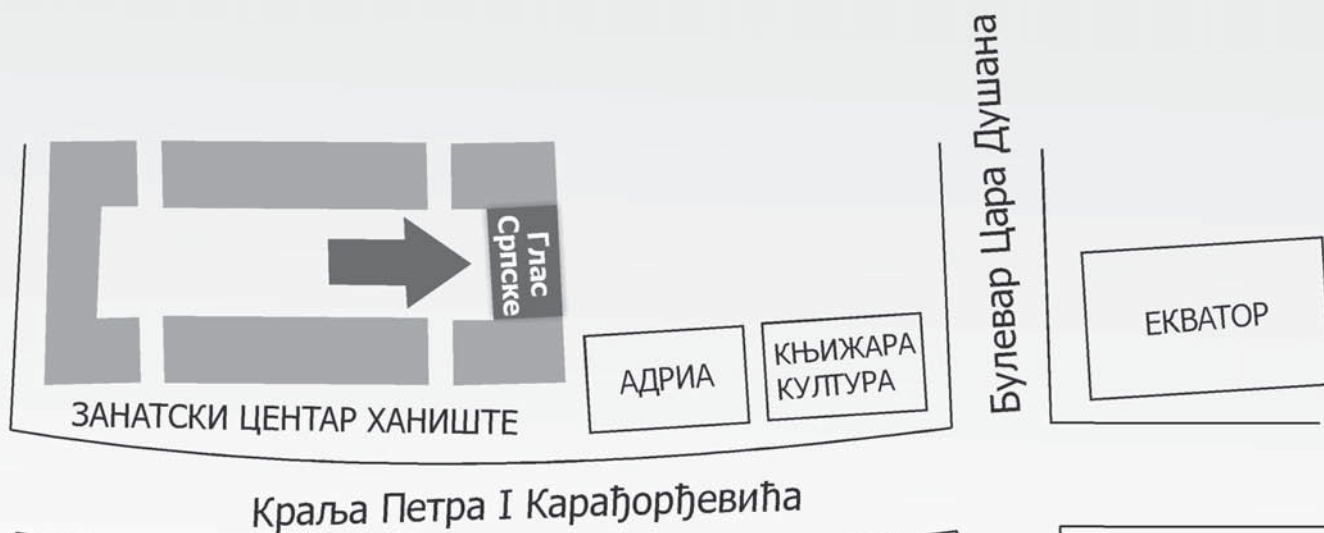 Булевар Цара Душана
Глас
Српске
ЕКВАТОР
КЊИЖАРА
КУЛТУРА
АДРИА
ЗАНАТСКИ ЦЕНТАР ХАНИШТЕ
Краља Петра I Карађорђевића